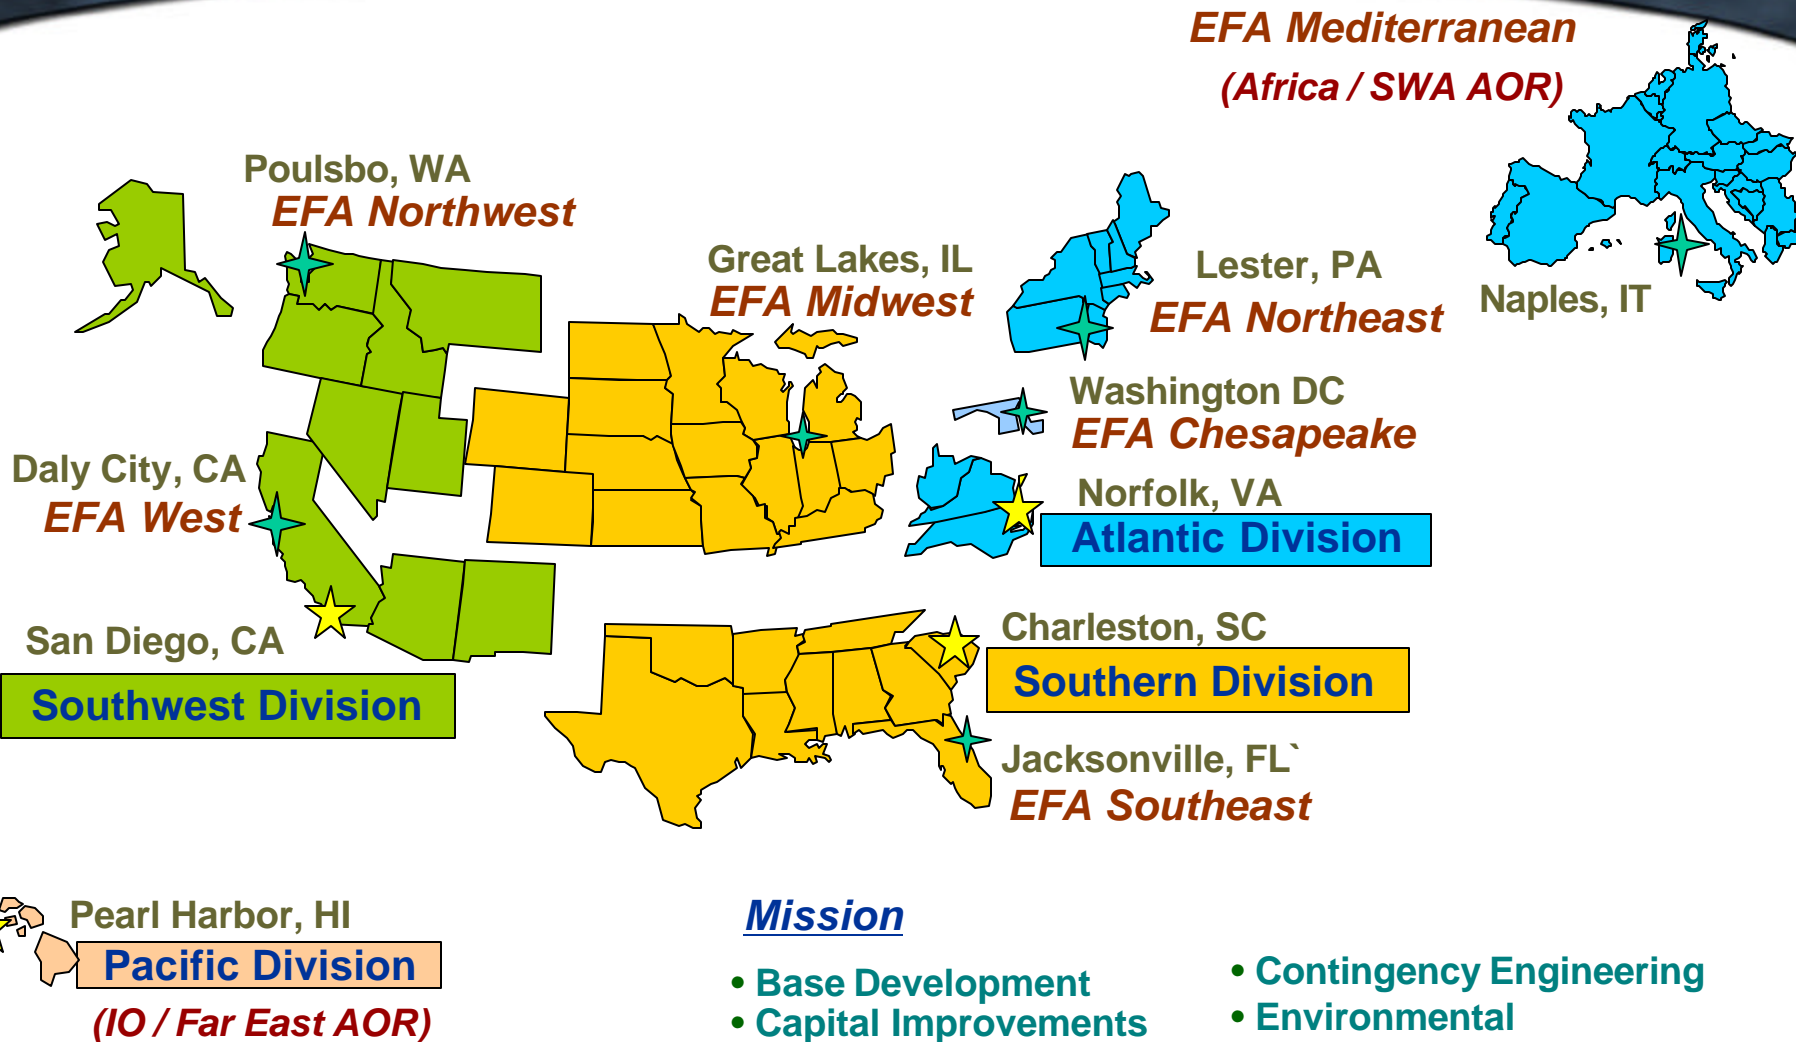 EFA Mediterranean
(Africa / SWA AOR)
Poulsbo, WA
EFA Northwest
Great Lakes, IL
EFA Midwest
Lester, PA
EFA Northeast
Naples, IT
Washington DC
EFA Chesapeake
Daly City, CA
EFA West
Norfolk, VA
Atlantic Division
San Diego, CA
Southwest Division
Charleston, SC
Southern Division
Jacksonville, FL`
EFA Southeast
Pearl Harbor, HI
Pacific Division
(IO / Far East AOR)
Mission
• Base Development
• Capital Improvements
• Contingency Engineering
• Environmental